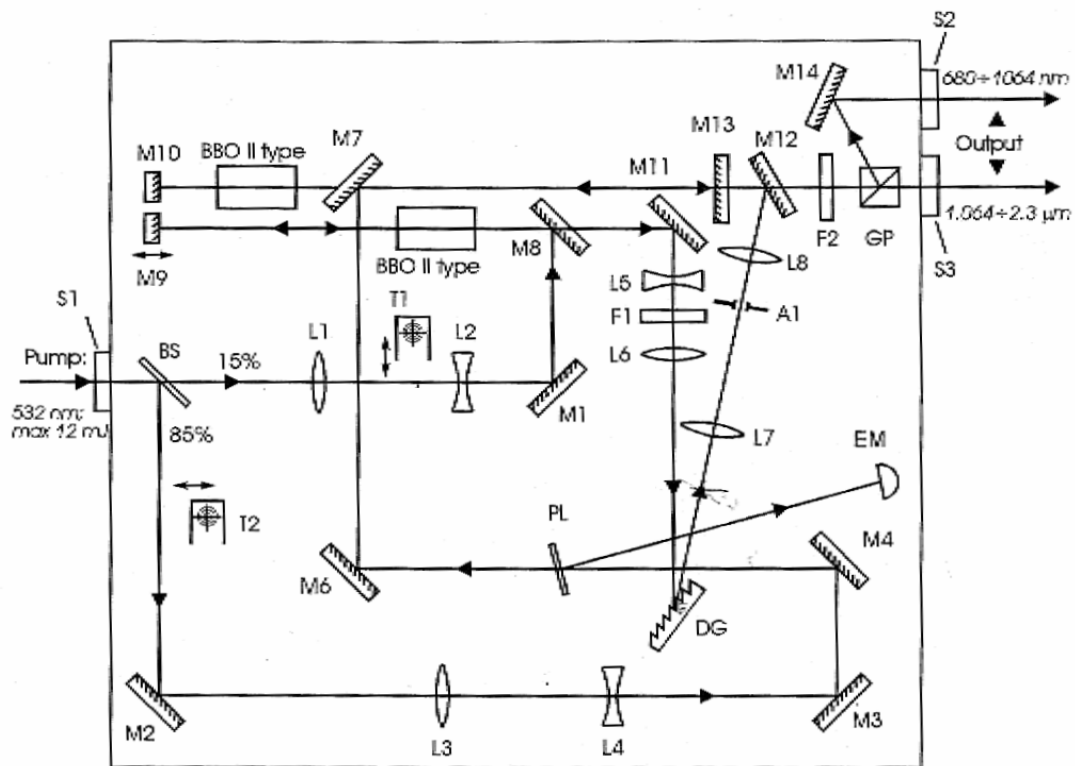 S2
M14
680÷1064 nm
M13
M12
Output
M7
M10
BBO II type
M11
1.064÷2.3 μm
F2
GP
M8
L8
S3
BBO II type
M9
L5
T1
A1
S1
L1
L2
F1
BS
Pump:
15%
L6
M1
532 nm;
max 12 mJ
85%
L7
EM
T2
PL
M4
M6
DG
M2
M3
L3
L4